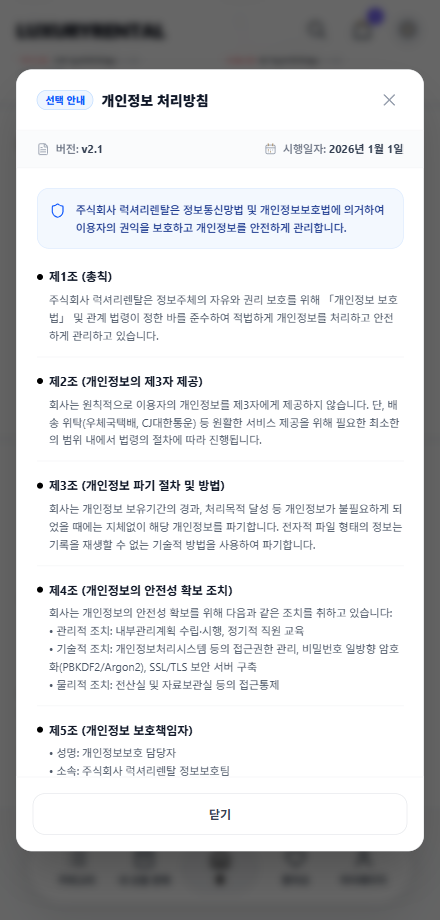 LUXURYRENTAL
선택 안내 개인정보 처리방침
버전: v2.1 시행일자: 2026년 1월 1일
주식회사 럭셔리렌탈은 정보통신망법 및 개인정보보호법에 의거하여
이용자의 권익을 보호하고 개인정보를 안전하게 관리합니다.
제1조 (총칙)
주식회사 럭셔리렌탈은 정보주체의 자유와 권리 보호를 위해 「개인정보 보호
법」 및 관계 법령이 정한 바를 준수하여 적법하게 개인정보를 처리하고 안전
하게 관리하고 있습니다.
제2조 (개인정보의 제3자 제공)
회사는 원칙적으로 이용자의 개인정보를 제3자에게 제공하지 않습니다. 단, 배
송 위탁(우체국택배, CJ대한통운) 등 원활한 서비스 제공을 위해 필요한 최소한
의 범위 내에서 법령의 절차에 따라 진행됩니다.
제3조 (개인정보 파기 절차 및 방법)
회사는 개인정보 보유기간의 경과, 처리목적 달성 등 개인정보가 불필요하게 되
었을 때에는 지체없이 해당 개인정보를 파기합니다. 전자적 파일 형태의 정보는
기록을 재생할 수 없는 기술적 방법을 사용하여 파기합니다.
제4조 (개인정보의 안전성 확보 조치)
회사는 개인정보의 안전성 확보를 위해 다음과 같은 조치를 취하고 있습니다:
• 관리적 조치: 내부관리계획 수립·시행, 정기적 직원 교육
• 기술적 조치: 개인정보처리시스템 등의 접근권한 관리, 비밀번호 일방향 암호
화(PBKDF2/Argon2), SSL/TLS 보안 서버 구축
• 물리적 조치: 전산실 및 자료보관실 등의 접근통제
제5조 (개인정보 보호책임자)
• 성명: 개인정보보호 담당자
• 소속: 주식회사 럭셔리렌탈 정보보호팀
닫기